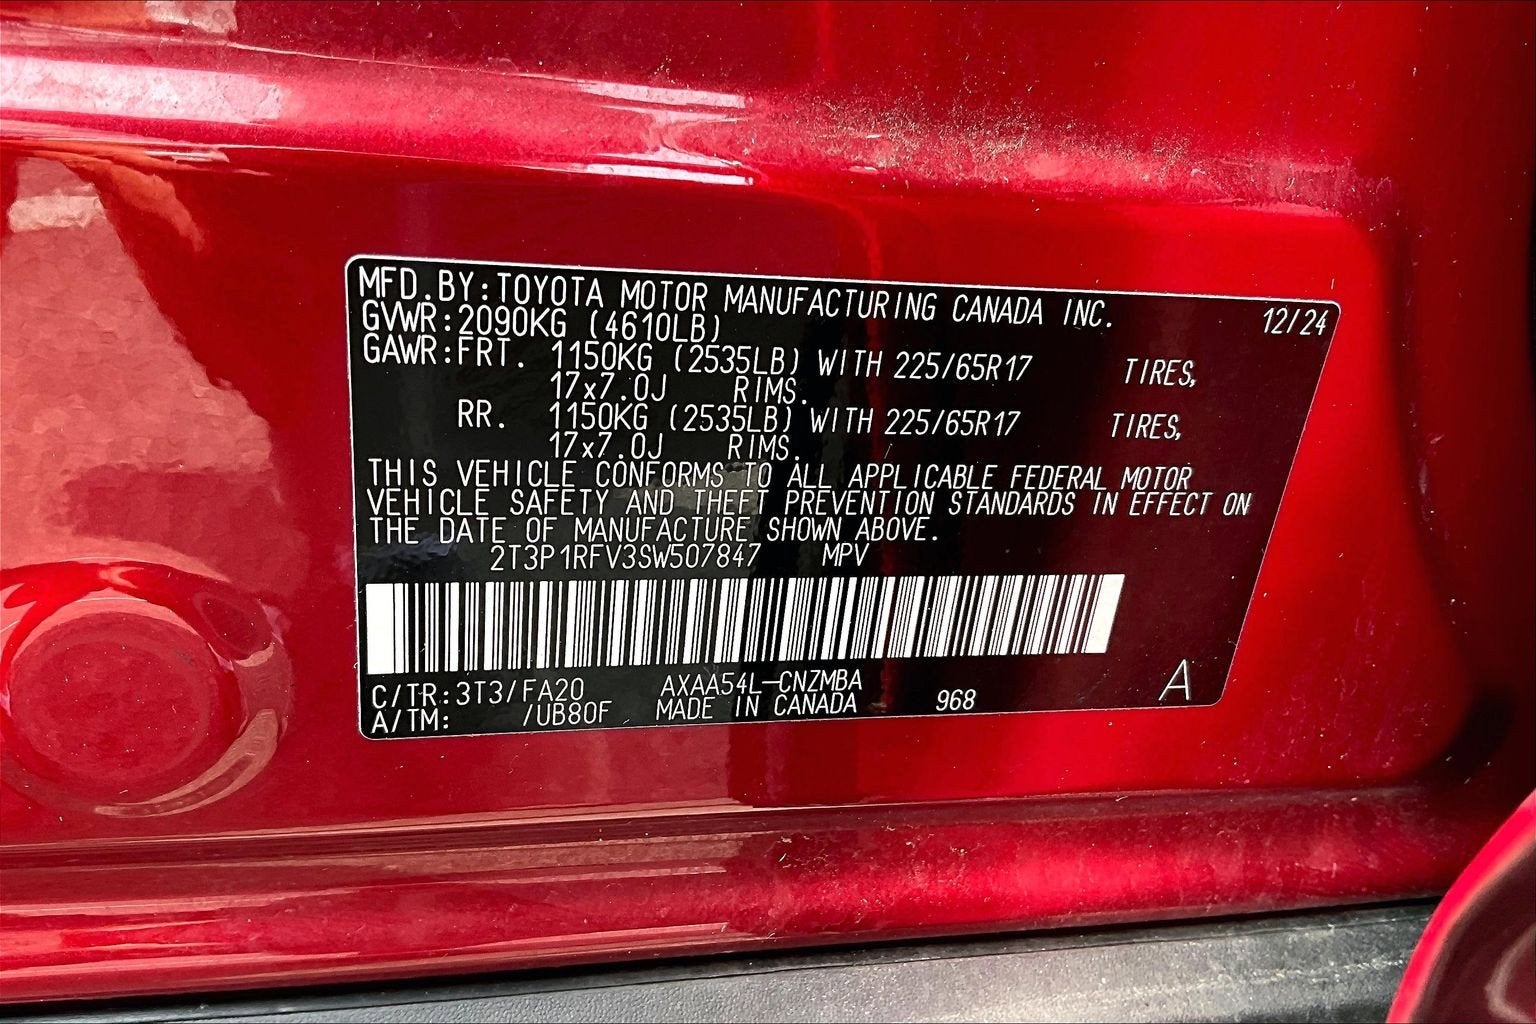 MFD.BY:TOYOTA MOTOR MANUFACTURING CANADA INC. 12/24
GVWR:2090KG (4610LB)
GAWR:FRT. 1150KG (2535LB) WITH 225/65R17 TIRES,
17x7.0J RIMS.
RR. 1150KG (2535LB) WITH 225/65R17 TIRES,
17x7.0J RIMS.
THIS VEHICLE CONFORMS TO ALL APPLICABLE FEDERAL MOTOR
VEHICLE SAFETY AND THEFT PREVENTION STANDARDS IN EFFECT ON
THE DATE OF MANUFACTURE SHOWN ABOVE.
2T3P1RFV3SW507847 MPV
C/TR:3T3/FA20 AXAA54L-CNZMBA
A/TM: /UB80F MADE IN CANADA 968 A